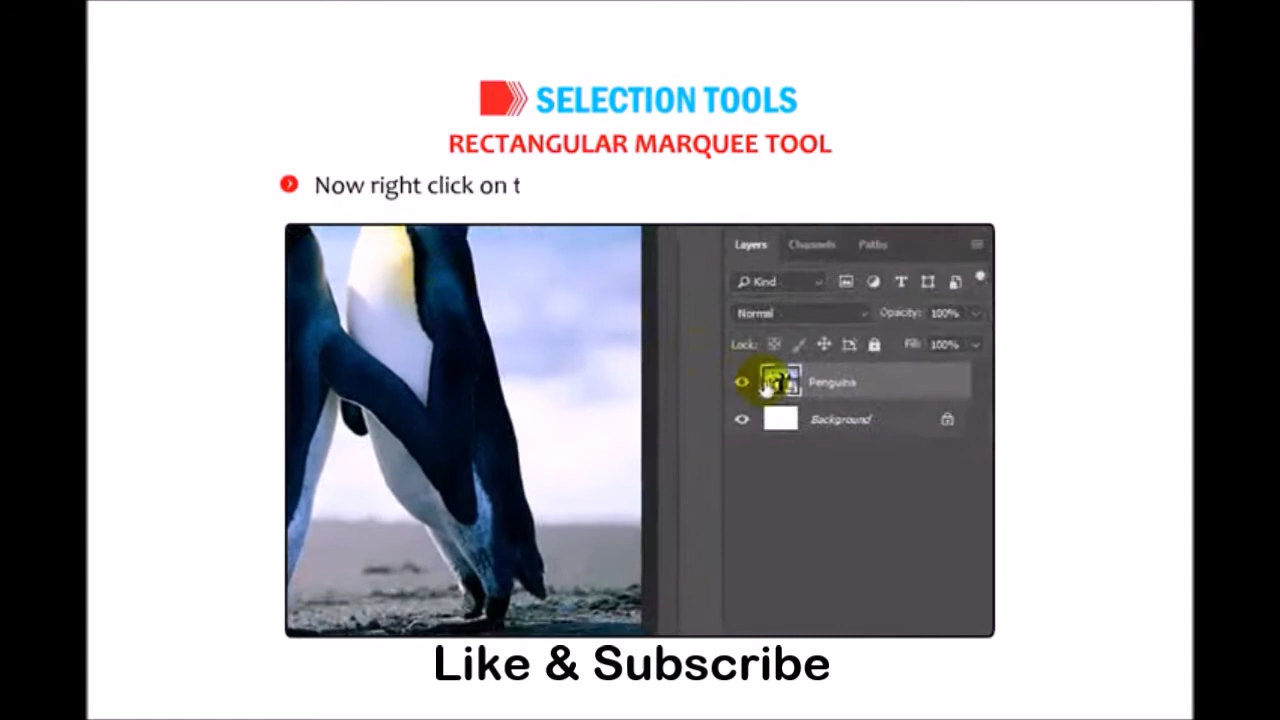 SELECTION TOOLS
RECTANGULAR MARQUEE TOOL
Now right click on t
Layers Channels Paths
Kind
Normal Opacity: 100%
Lock: Fill: 100%
Penguins
Background
Like & Subscribe